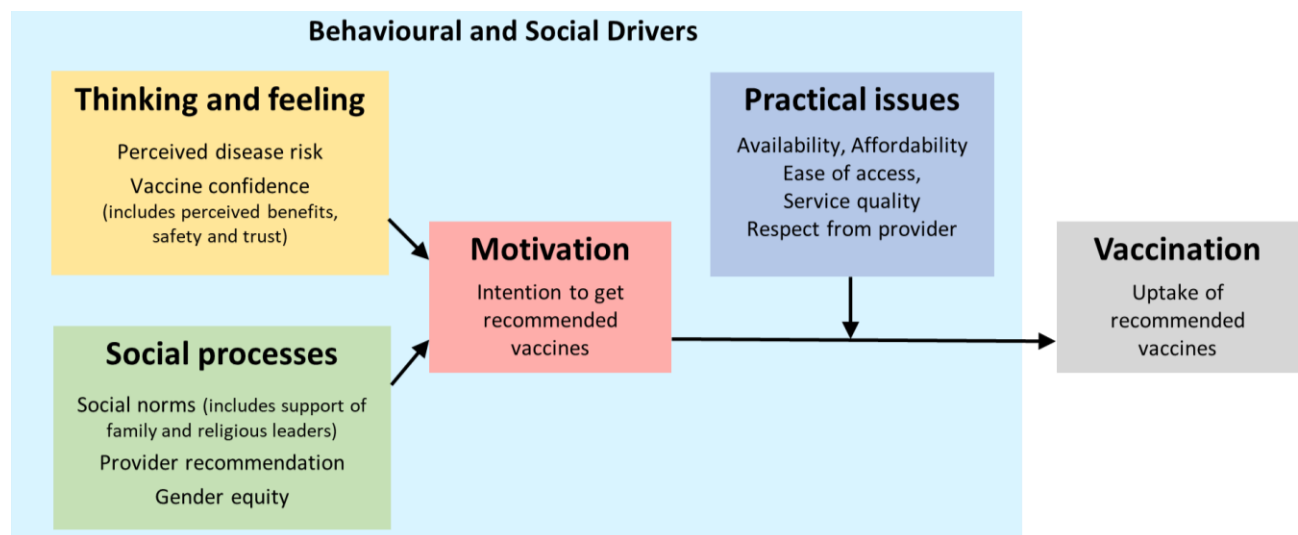 Behavioural and Social Drivers
Thinking and feeling
Perceived disease risk
Vaccine confidence
(includes perceived benefits,
safety and trust)
Social processes
Social norms (includes support of
family and religious leaders)
Provider recommendation
Gender equity
Motivation
Intention to get
recommended
vaccines
Practical issues
Availability, Affordability
Ease of access,
Service quality
Respect from provider
Vaccination
Uptake of
recommended
vaccines